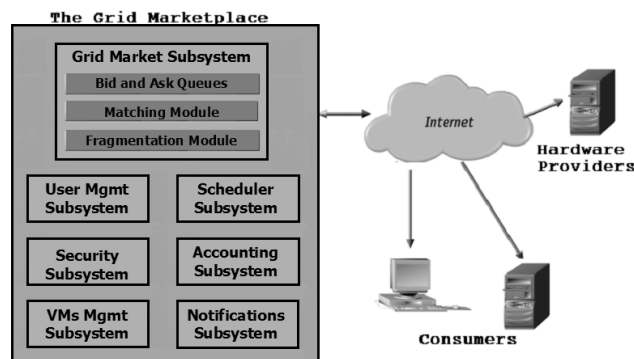 The Grid Marketplace
Grid Market Subsystem
Bid and Ask Queues
Matching Module
Fragmentation Module
User Mgmt
Subsystem
Scheduler
Subsystem
Security
Subsystem
Accounting
Subsystem
VMs Mgmt
Subsystem
Notifications
Subsystem
Internet
Hardware
Providers
Consumers